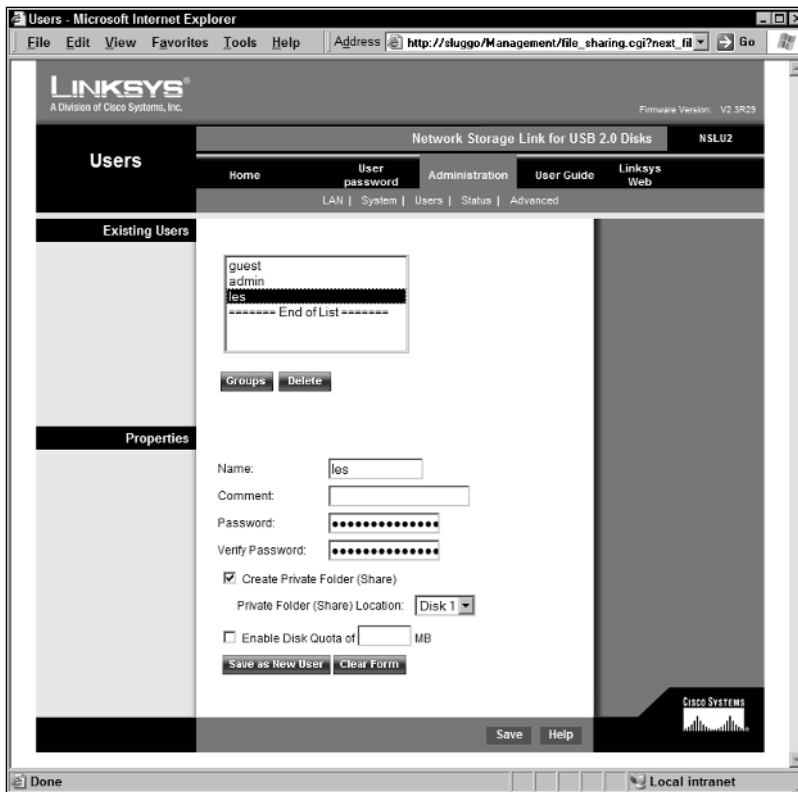 Users - Microsoft Internet Explorer
File Edit View Favorites Tools Help Address http://sluggo/Management/file_sharing.cgi?next_fil Go
LINKSYS®
A Division of Cisco Systems, Inc.
Firmware Version: V2.3R29
Network Storage Link for USB 2.0 Disks NSLU2
Users
Home User password Administration User Guide Linksys Web
LAN | System | Users | Status | Advanced
Existing Users
guest
admin
les
======= End of List =======
Groups Delete
Properties
Name: les
Comment:
Password: ••••••••••••••
Verify Password: ••••••••••••••
Create Private Folder (Share)
Private Folder (Share) Location: Disk 1
Enable Disk Quota of MB
Save as New User Clear Form
CISCO SYSTEMS
Save Help
Done Local intranet